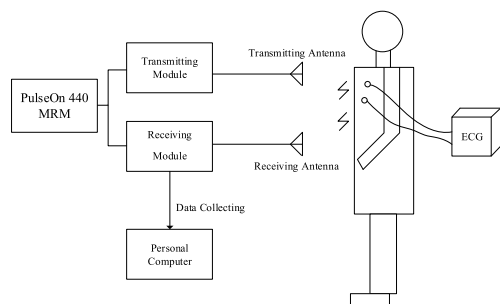 Transmitting
Module
Transmitting Antenna
PulseOn 440
MRM
Receiving
Module
Receiving Antenna
ECG
Data Collecting
Personal
Computer